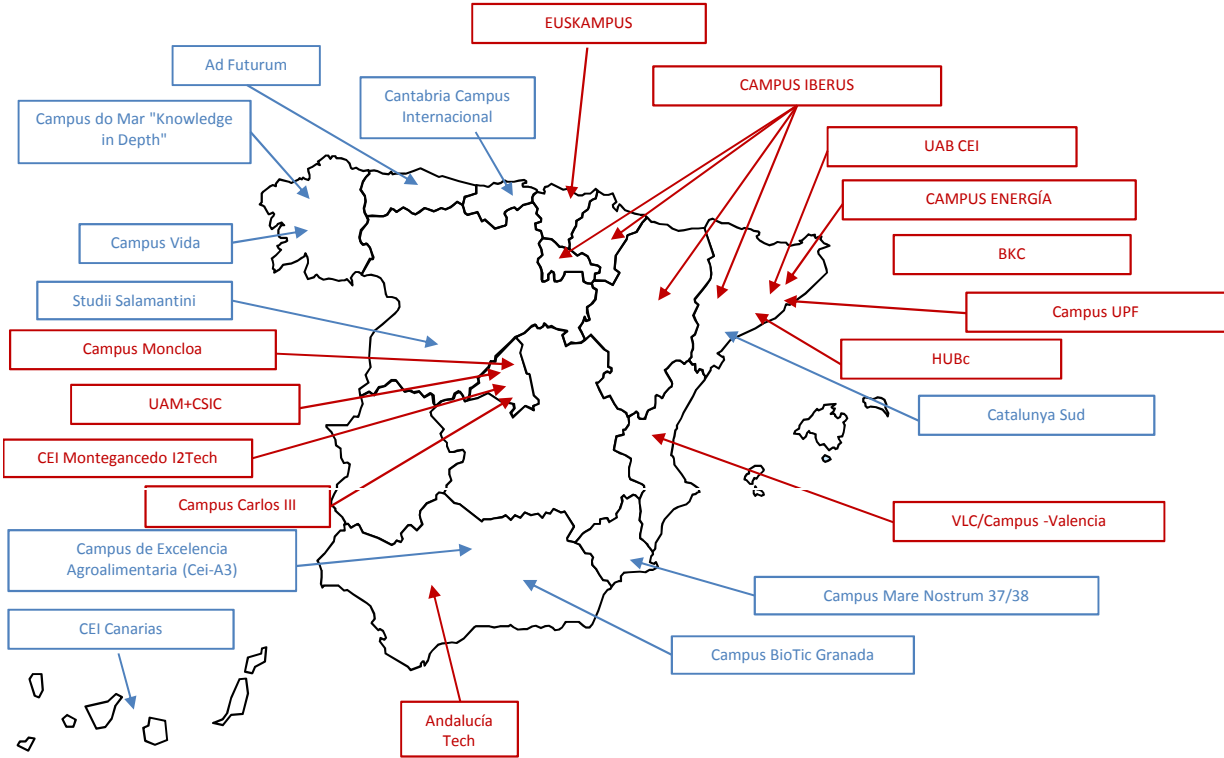 EUSKAMPUS
Ad Futurum
CAMPUS IBERUS
Cantabria Campus
Internacional
Campus do Mar "Knowledge
in Depth"
UAB CEI
CAMPUS ENERGÍA
Campus Vida
BKC
Studii Salamantini
Campus UPF
Campus Moncloa
HUBc
UAM+CSIC
Catalunya Sud
CEI Montegancedo I2Tech
Campus Carlos III
VLC/Campus -Valencia
Campus de Excelencia
Agroalimentaria (Cei-A3)
Campus Mare Nostrum 37/38
CEI Canarias
Campus BioTic Granada
Andalucía
Tech